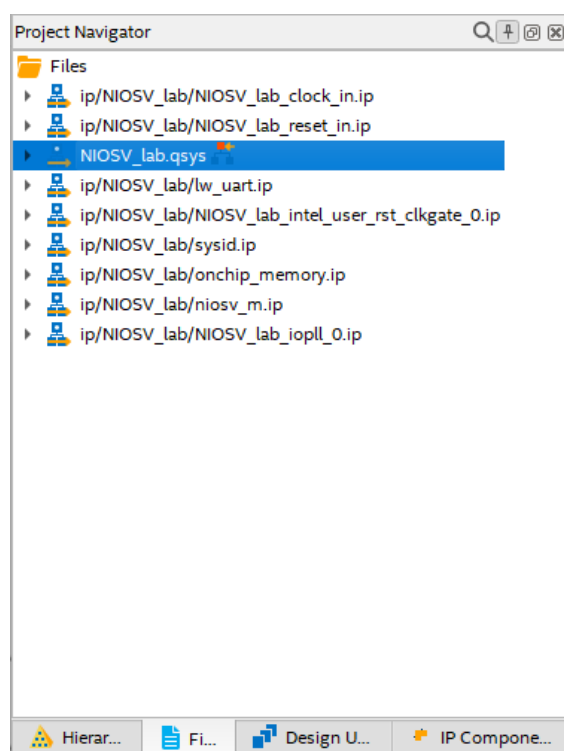 Project Navigator
Files
ip/NIOSV_lab/NIOSV_lab_clock_in.ip
ip/NIOSV_lab/NIOSV_lab_reset_in.ip
NIOSV_lab.qsys
ip/NIOSV_lab/lw_uart.ip
ip/NIOSV_lab/NIOSV_lab_intel_user_rst_clkgate_0.ip
ip/NIOSV_lab/sysid.ip
ip/NIOSV_lab/onchip_memory.ip
ip/NIOSV_lab/niosv_m.ip
ip/NIOSV_lab/NIOSV_lab_iopll_0.ip
Hierar... Fi... Design U... IP Compone...